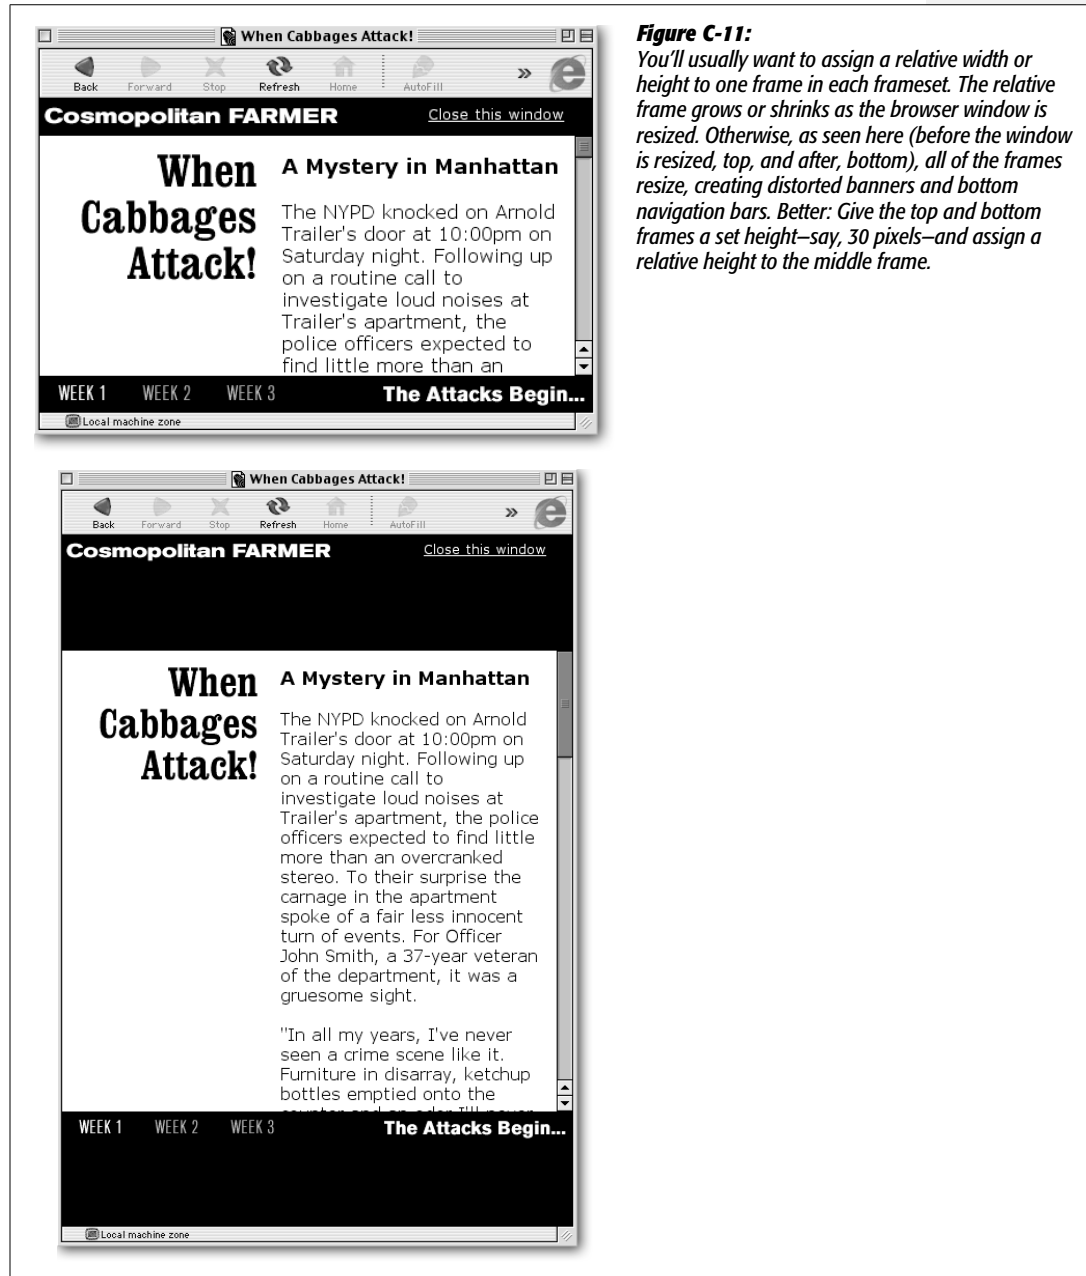 When Cabbages Attack!
Back Forward Stop Refresh Home AutoFill »
Cosmopolitan FARMER Close this window
When
Cabbages
Attack!
A Mystery in Manhattan
The NYPD knocked on Arnold
Trailer's door at 10:00pm on
Saturday night. Following up
on a routine call to
investigate loud noises at
Trailer's apartment, the
police officers expected to
find little more than an
WEEK 1 WEEK 2 WEEK 3 The Attacks Begin...
Local machine zone
Figure C-11:
You'll usually want to assign a relative width or
height to one frame in each frameset. The relative
frame grows or shrinks as the browser window is
resized. Otherwise, as seen here (before the window
is resized, top, and after, bottom), all of the frames
resize, creating distorted banners and bottom
navigation bars. Better: Give the top and bottom
frames a set height—say, 30 pixels—and assign a
relative height to the middle frame.
When Cabbages Attack!
Back Forward Stop Refresh Home AutoFill »
Cosmopolitan FARMER Close this window
When
Cabbages
Attack!
A Mystery in Manhattan
The NYPD knocked on Arnold
Trailer's door at 10:00pm on
Saturday night. Following up
on a routine call to
investigate loud noises at
Trailer's apartment, the police
officers expected to find little
more than an overcranked
stereo. To their surprise the
carnage in the apartment
spoke of a fair less innocent
turn of events. For Officer
John Smith, a 37-year veteran
of the department, it was a
gruesome sight.
"In all my years, I've never
seen a crime scene like it.
Furniture in disarray, ketchup
bottles emptied onto the
counter and an odor I'll never
WEEK 1 WEEK 2 WEEK 3 The Attacks Begin...
Local machine zone